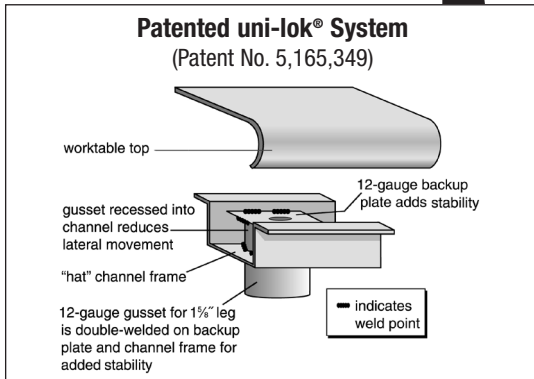 Patented uni-lok® System
(Patent No. 5,165,349)
worktable top
12-gauge backup
plate adds stability
gusset recessed into
channel reduces
lateral movement
“hat” channel frame
12-gauge gusset for 1⅝˝ leg
is double-welded on backup
plate and channel frame for
added stability
indicates
weld point